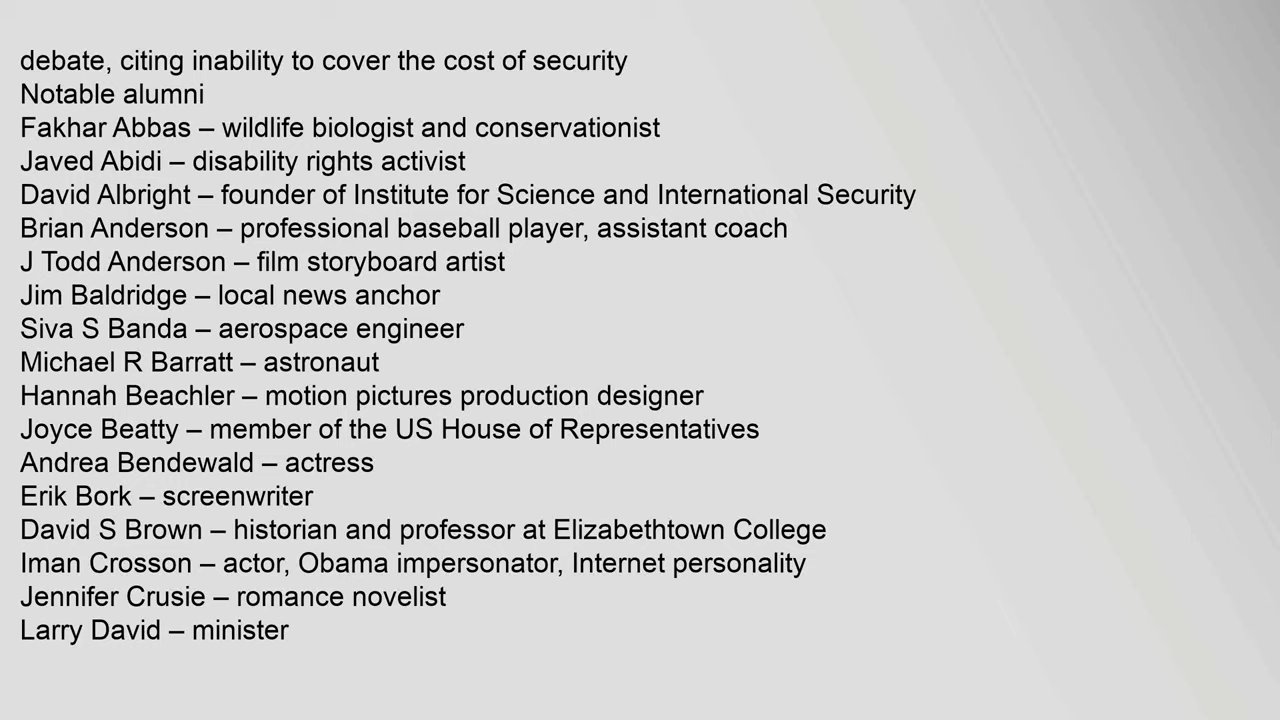 debate, citing inability to cover the cost of security
Notable alumni
Fakhar Abbas – wildlife biologist and conservationist
Javed Abidi – disability rights activist
David Albright – founder of Institute for Science and International Security
Brian Anderson – professional baseball player, assistant coach
J Todd Anderson – film storyboard artist
Jim Baldridge – local news anchor
Siva S Banda – aerospace engineer
Michael R Barratt – astronaut
Hannah Beachler – motion pictures production designer
Joyce Beatty – member of the US House of Representatives
Andrea Bendewald – actress
Erik Bork – screenwriter
David S Brown – historian and professor at Elizabethtown College
Iman Crosson – actor, Obama impersonator, Internet personality
Jennifer Crusie – romance novelist
Larry David – minister